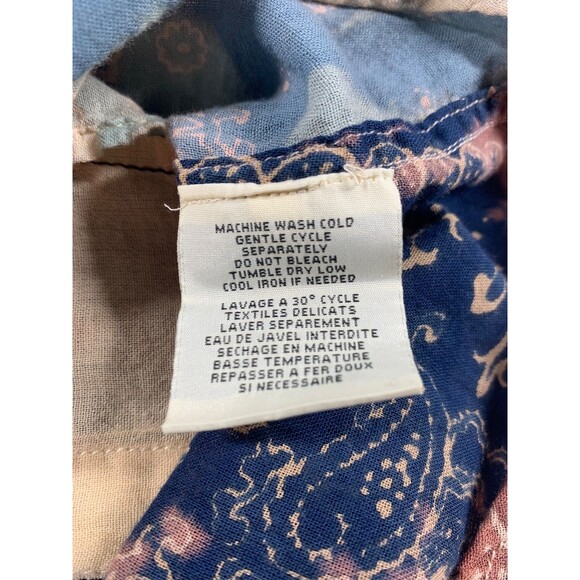 MACHINE WASH COLD
GENTLE CYCLE
SEPARATELY
DO NOT BLEACH
TUMBLE DRY LOW
COOL IRON IF NEEDED
LAVAGE A 30° CYCLE
TEXTILES DELICATS
LAVER SEPAREMENT
EAU DE JAVEL INTERDITE
SECHAGE EN MACHINE
BASSE TEMPERATURE
REPASSER A FER DOUX
SI NECESSAIRE